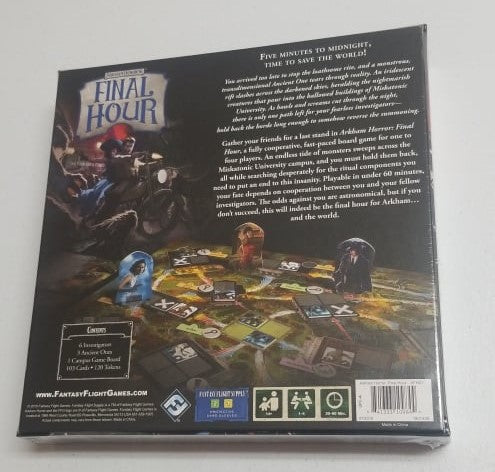 ARKHAM HORROR
FINAL
HOUR
FIVE MINUTES TO MIDNIGHT,
TIME TO SAVE THE WORLD!
You arrived too late to stop the loathsome rite, and a monstrous,
transdimensional Ancient One tears through reality. An iridescent
rift slashes across the darkened skies, heralding the nightmarish
creatures that pour into the hallowed buildings of Miskatonic
University. As howls and screams cut through the night,
there is only one path left for your fearless investigators—
hold back the horde long enough to somehow reverse the summoning.
Gather your friends for a last stand in Arkham Horror: Final
Hour, a fully cooperative, fast-paced board game for one to
four players. An endless tide of monsters sweeps across the
Miskatonic University campus, and you must hold them back,
all while searching desperately for the ritual components you
need to put an end to this insanity. Playable in under 60 minutes,
your fate depends on cooperation between you and your fellow
investigators. The odds against you are astronomical, but if you
don't succeed, this will indeed be the final hour for Arkham…
and the world.
CONTENTS
6 Investigators
3 Ancient Ones
1 Campus Game Board
103 Cards • 120 Tokens
WWW.FANTASYFLIGHTGAMES.COM
FANTASY FLIGHT SUPPLY